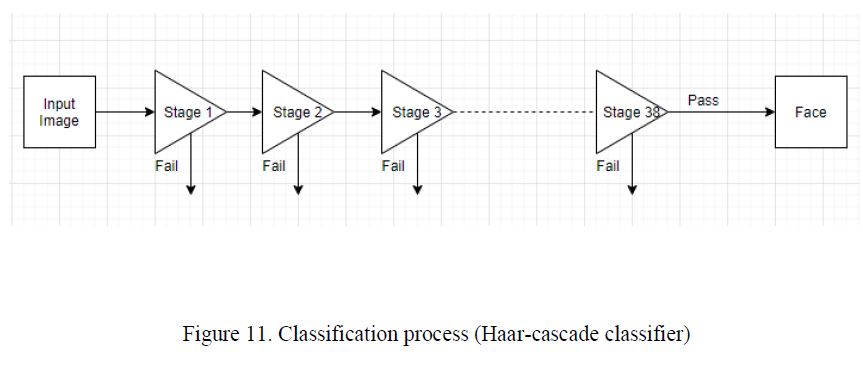 Input
Image
Stage 1
Stage 2
Stage 3
Stage 38
Pass
Face
Fail
Fail
Fail
Fail
Figure 11. Classification process (Haar-cascade classifier)